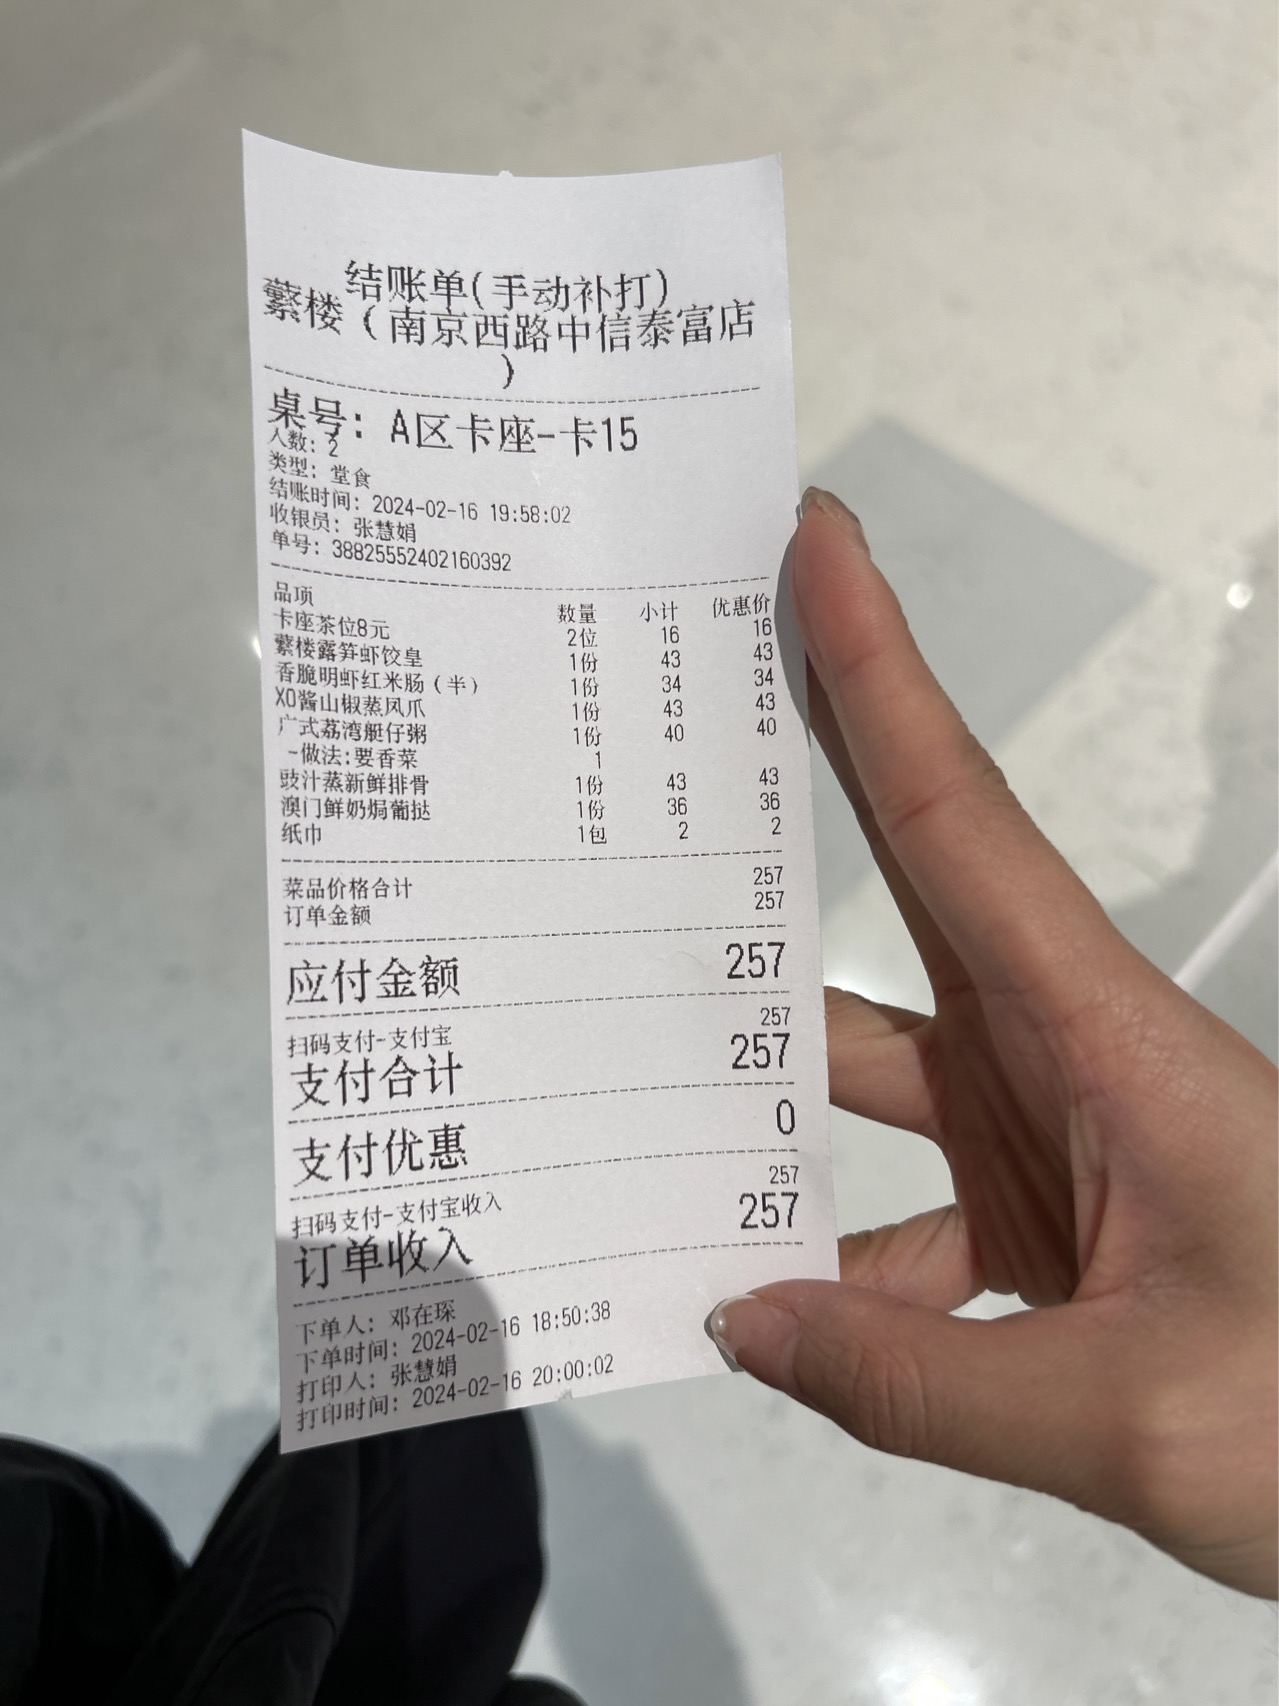 结账单(手动补打)
蘩楼（南京西路中信泰富店
）
桌号: A区卡座-卡15
人数: 2
类型: 堂食
结账时间: 2024-02-16 19:58:02
收银员: 张慧娟
单号: 38825552402160392
品项 数量 小计 优惠价
卡座茶位8元 2位 16 16
蘩楼露笋虾饺皇 1份 43 43
香脆明虾红米肠（半） 1份 34 34
XO酱山椒蒸凤爪 1份 43 43
广式荔湾艇仔粥 1份 40 40
-做法:要香菜 1
豉汁蒸新鲜排骨 1份 43 43
澳门鲜奶焗葡挞 1份 36 36
纸巾 1包 2 2
菜品价格合计 257
订单金额 257
应付金额 257
扫码支付-支付宝 257
支付合计 257
支付优惠 0
扫码支付-支付宝收入 257
订单收入 257
下单人: 邓在琛
下单时间: 2024-02-16 18:50:38
打印人: 张慧娟
打印时间: 2024-02-16 20:00:02